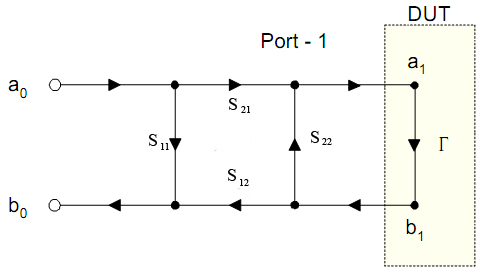 DUT
Port - 1
a0
a1
S21
S11
S22
Γ
S12
b0
b1